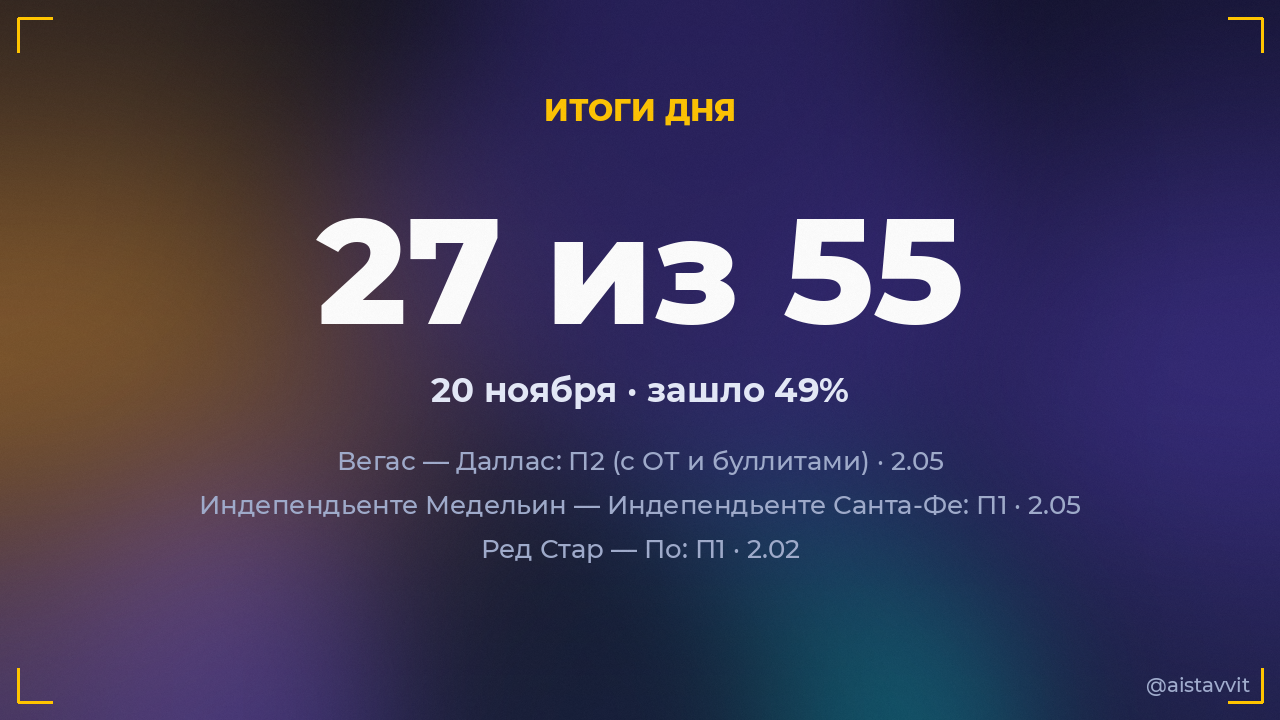 ИТОГИ ДНЯ
27 из 55
20 ноября · зашло 49%
Вегас — Даллас: П2 (с ОТ и буллитами) · 2.05
Индепендьенте Медельин — Индепендьенте Санта-Фе: П1 · 2.05
Ред Стар — По: П1 · 2.02
@aistavvit